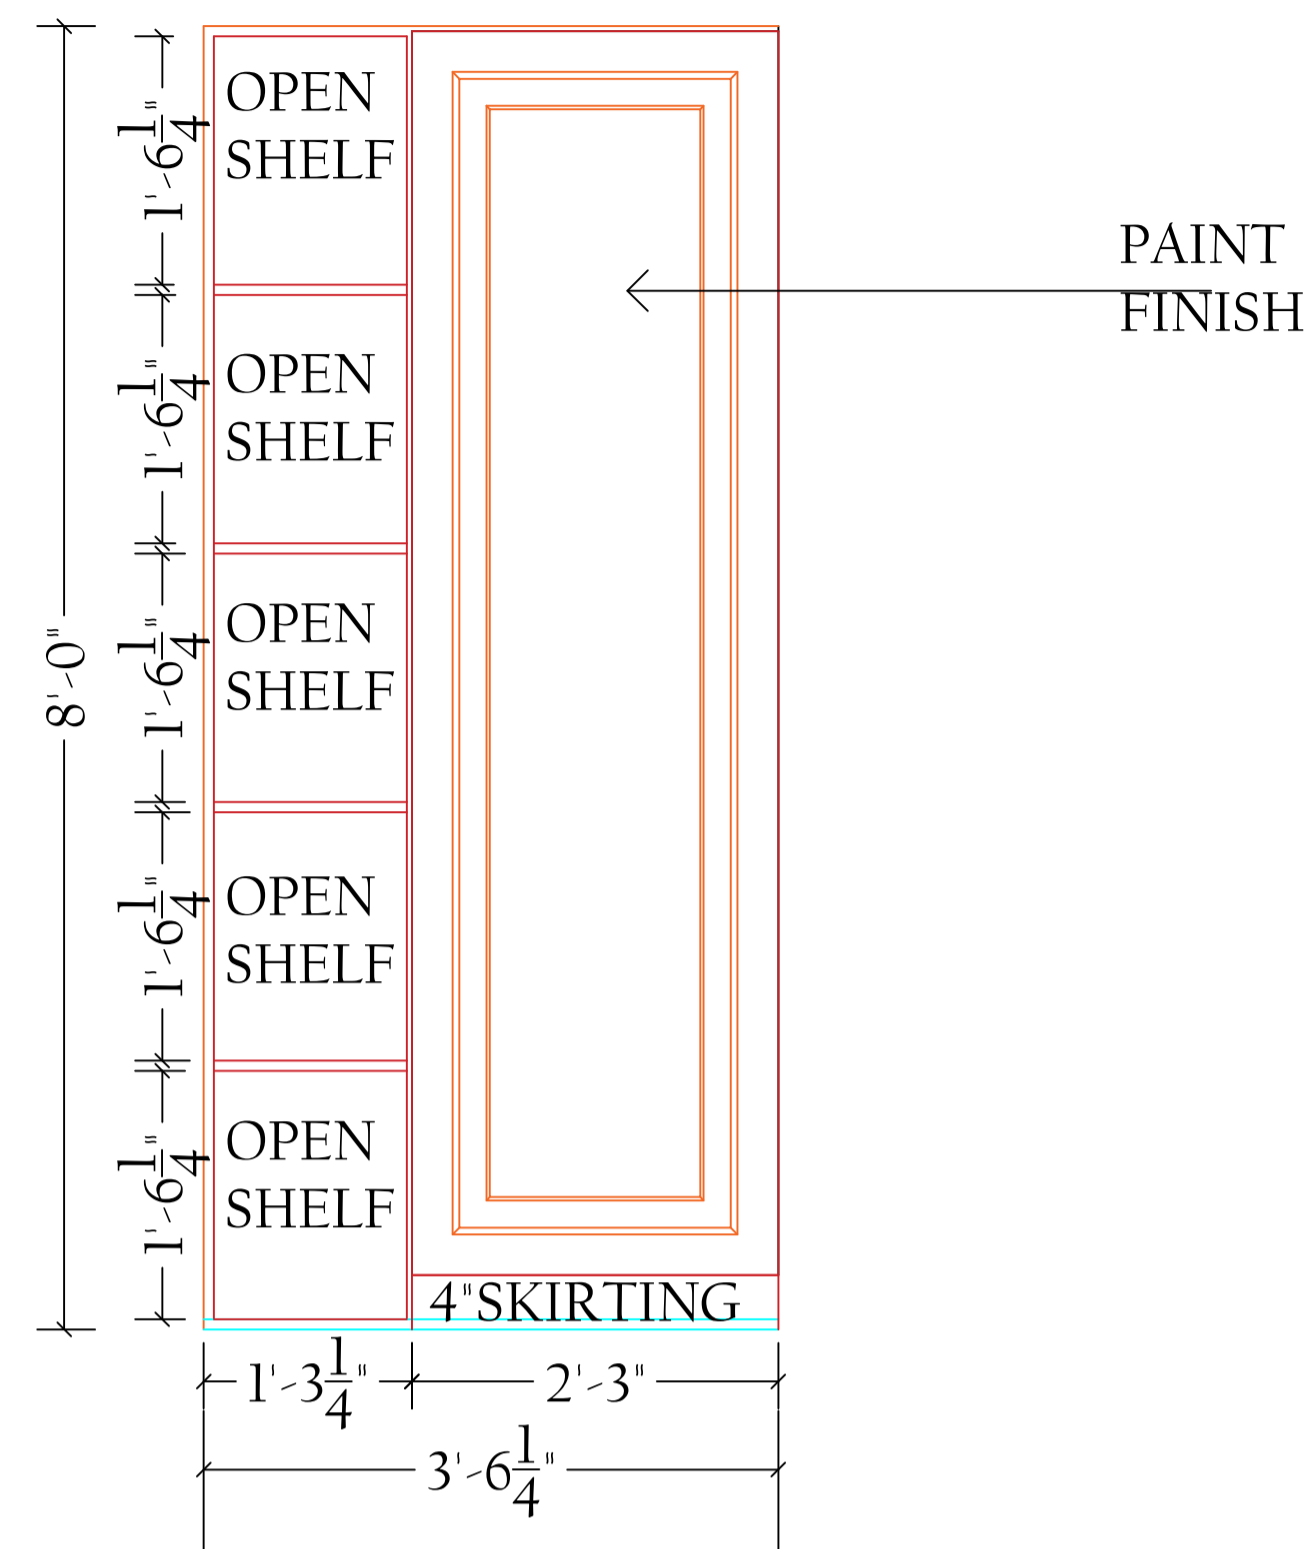 OPEN
SHELF
1'-6 1/4"
PAINT
FINISH
OPEN
SHELF
1'-6 1/4"
OPEN
SHELF
1'-6 1/4"
8'-0"
OPEN
SHELF
1'-6 1/4"
OPEN
SHELF
1'-6 1/4"
4"SKIRTING
1'-3 1/4"
2'-3"
3'-6 1/4"